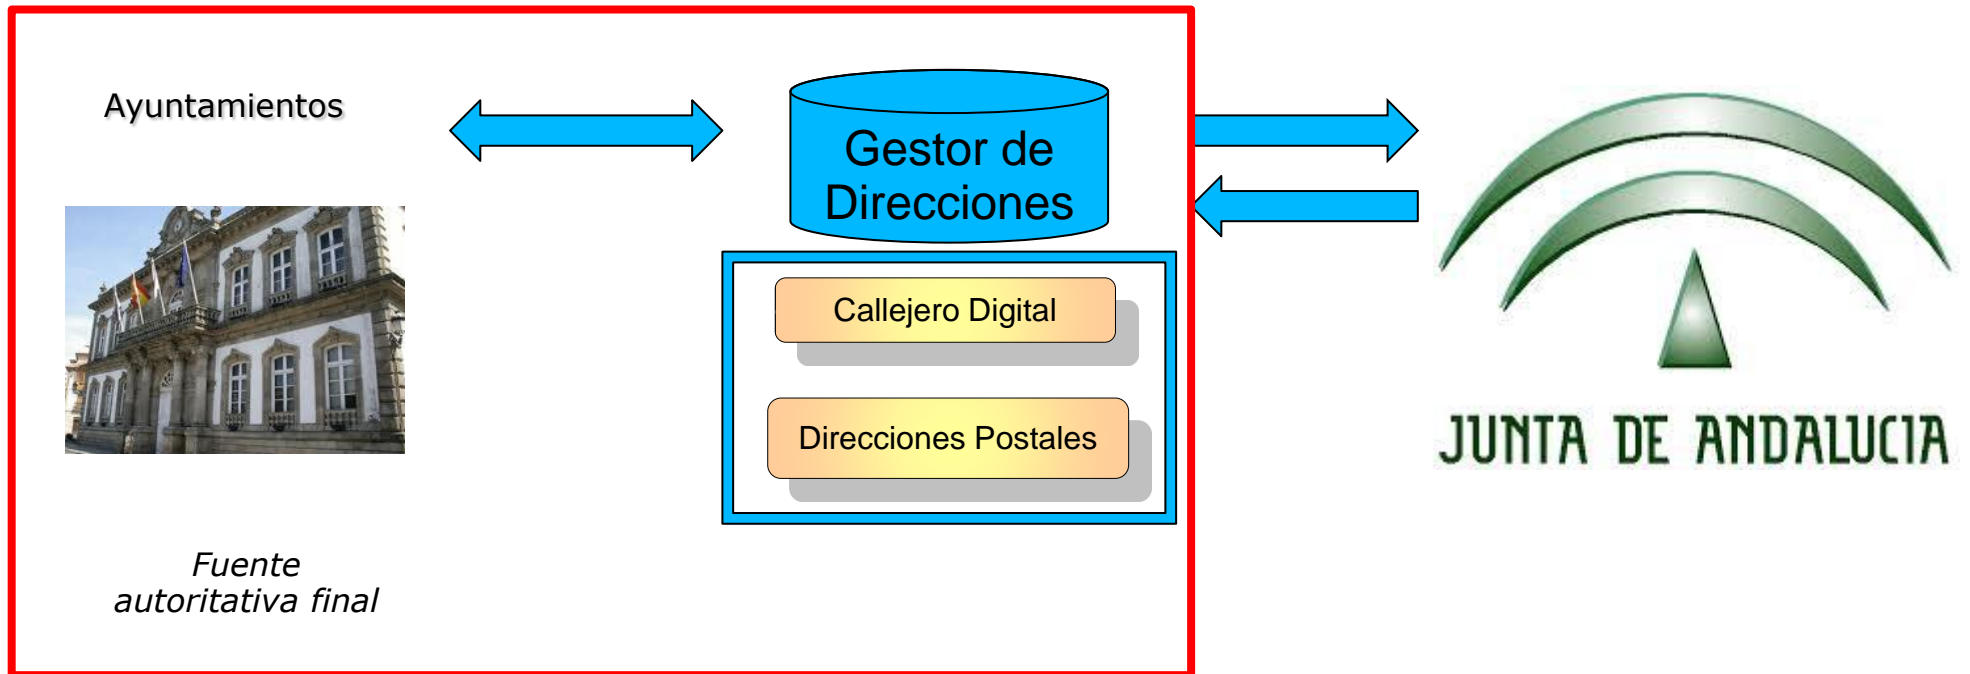 Ayuntamientos
Gestor de
Direcciones
Callejero Digital
Direcciones Postales
Fuente
autoritativa final
JUNTA DE ANDALUCIA